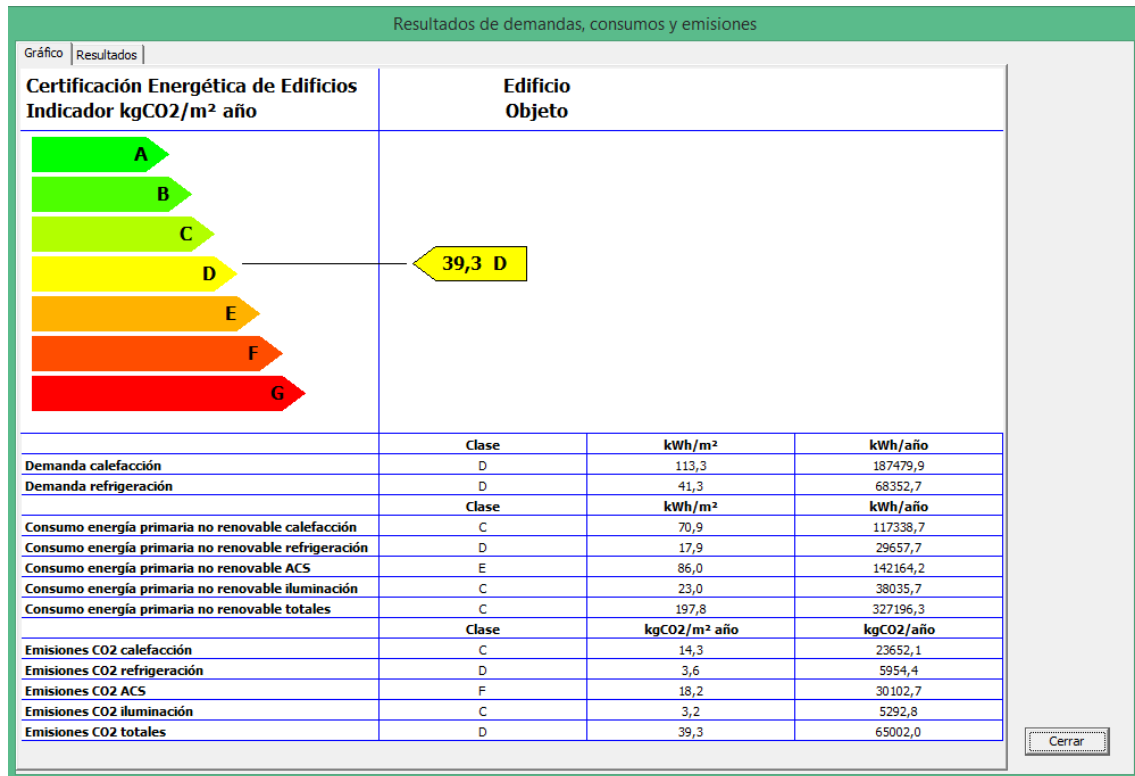 Resultados de demandas, consumos y emisiones
Gráfico Resultados
Certificación Energética de Edificios Edificio
Indicador kgCO2/m² año Objeto
A
B
C
D 39,3 D
E
F
G
Clase kWh/m² kWh/año
Demanda calefacción D 113,3 187479,9
Demanda refrigeración D 41,3 68352,7
Clase kWh/m² kWh/año
Consumo energía primaria no renovable calefacción C 70,9 117338,7
Consumo energía primaria no renovable refrigeración D 17,9 29657,7
Consumo energía primaria no renovable ACS E 86,0 142164,2
Consumo energía primaria no renovable iluminación C 23,0 38035,7
Consumo energía primaria no renovable totales C 197,8 327196,3
Clase kgCO2/m² año kgCO2/año
Emisiones CO2 calefacción C 14,3 23652,1
Emisiones CO2 refrigeración D 3,6 5954,4
Emisiones CO2 ACS F 18,2 30102,7
Emisiones CO2 iluminación C 3,2 5292,8
Emisiones CO2 totales D 39,3 65002,0
Cerrar